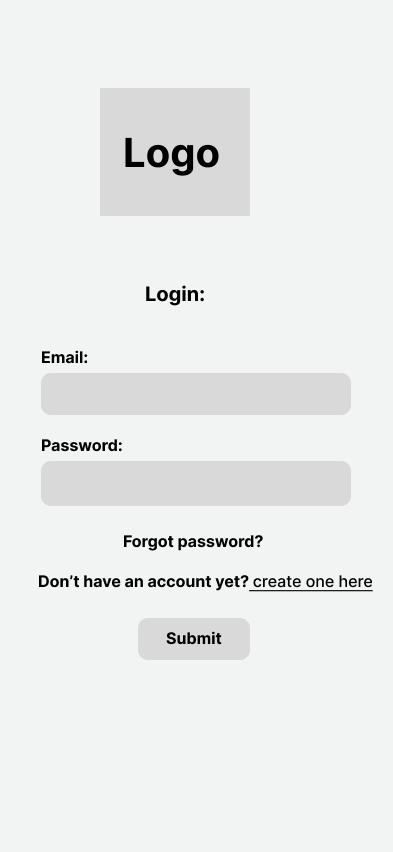 Logo
Login:
Email:
Password:
Forgot password?
Don’t have an account yet? create one here
Submit